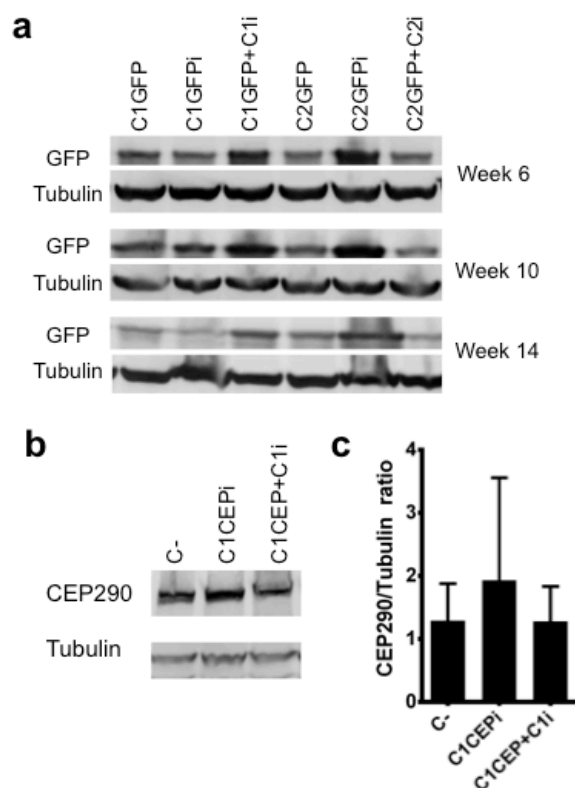 a
C1GFP C1GFPi C1GFP+C1i C2GFP C2GFPi C2GFP+C2i
GFP
Tubulin
Week 6
GFP
Tubulin
Week 10
GFP
Tubulin
Week 14
b
C- C1CEPi C1CEP+C1i
CEP290
Tubulin
c
CEP290/Tubulin ratio
4
3
2
1
0
C- C1CEPi C1CEP+C1i